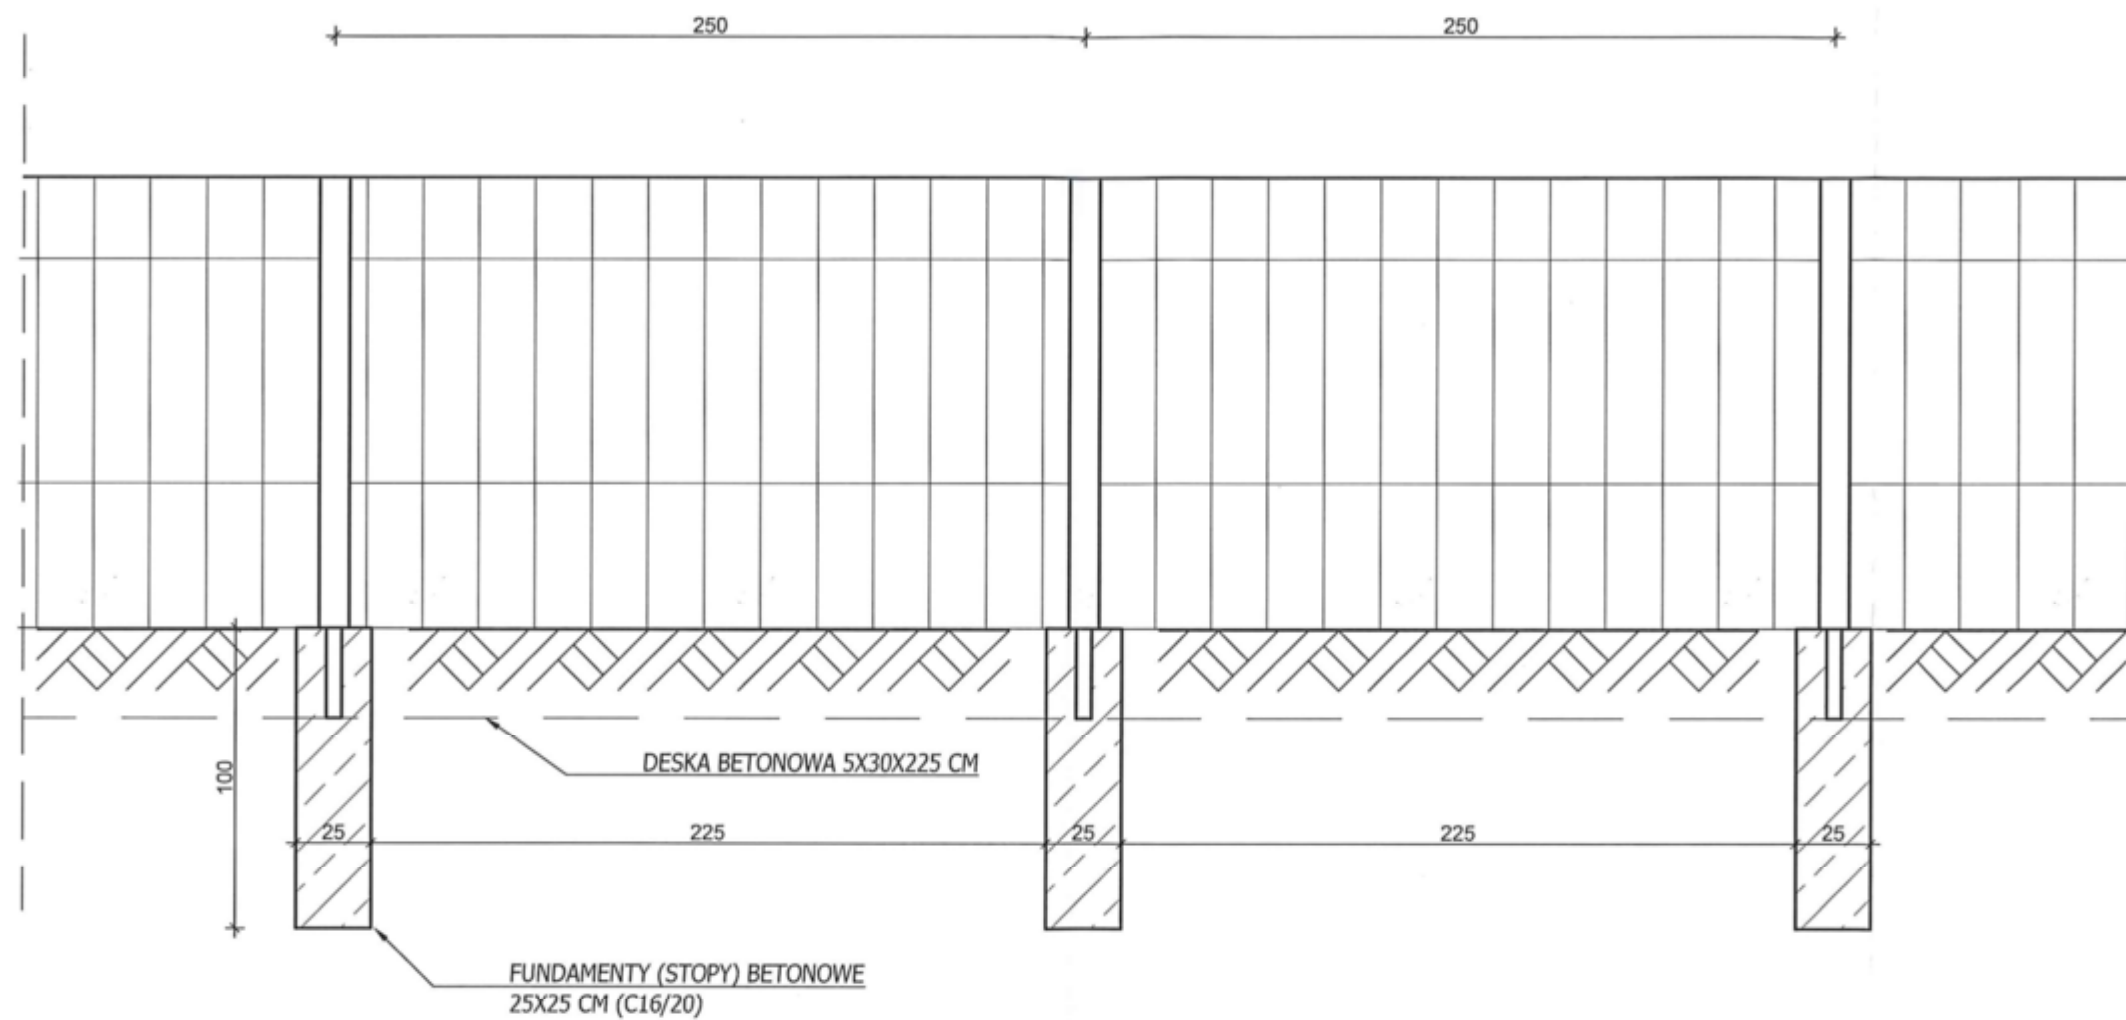 250
250
DESKA BETONOWA 5X30X225 CM
100
25
225
25
225
25
FUNDAMENTY (STOPY) BETONOWE
25X25 CM (C16/20)